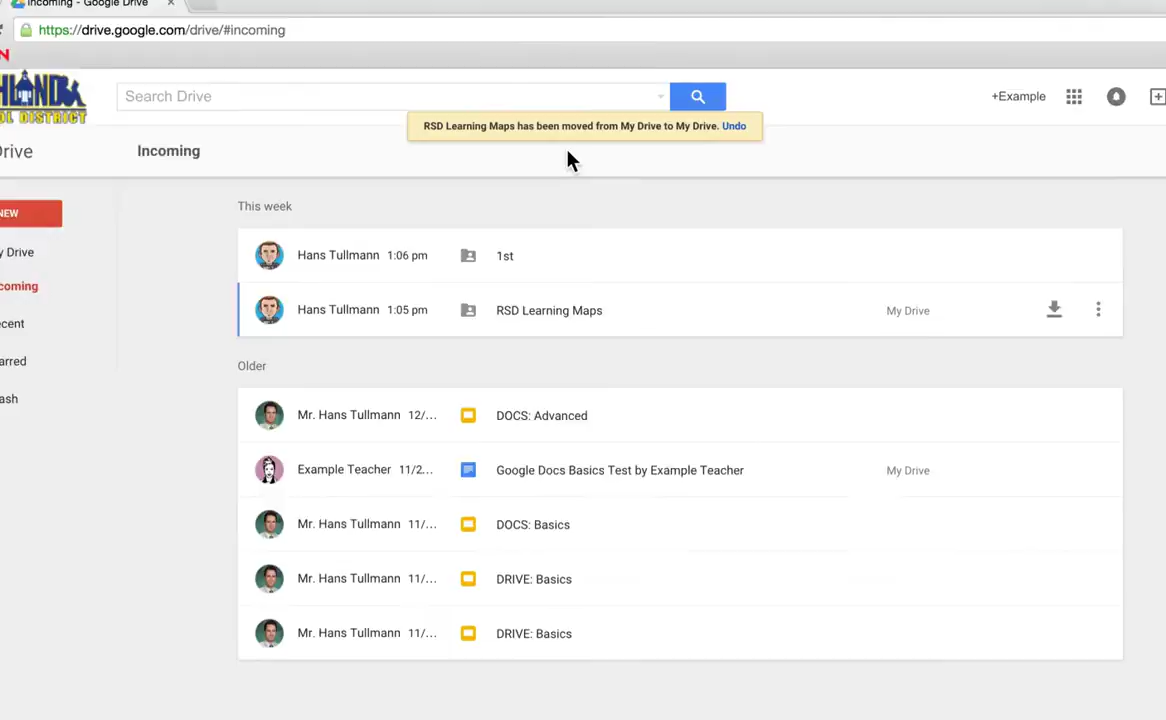 Incoming - Google Drive ×
https://drive.google.com/drive/#incoming
N
HLAND
OL DISTRICT
Search Drive
+Example
RSD Learning Maps has been moved from My Drive to My Drive. Undo
Drive
Incoming
This week
NEW
Hans Tullmann 1:06 pm 1st
y Drive
coming
Hans Tullmann 1:05 pm RSD Learning Maps My Drive
ecent
arred
Older
ash
Mr. Hans Tullmann 12/... DOCS: Advanced
Example Teacher 11/2... Google Docs Basics Test by Example Teacher My Drive
Mr. Hans Tullmann 11/... DOCS: Basics
Mr. Hans Tullmann 11/... DRIVE: Basics
Mr. Hans Tullmann 11/... DRIVE: Basics